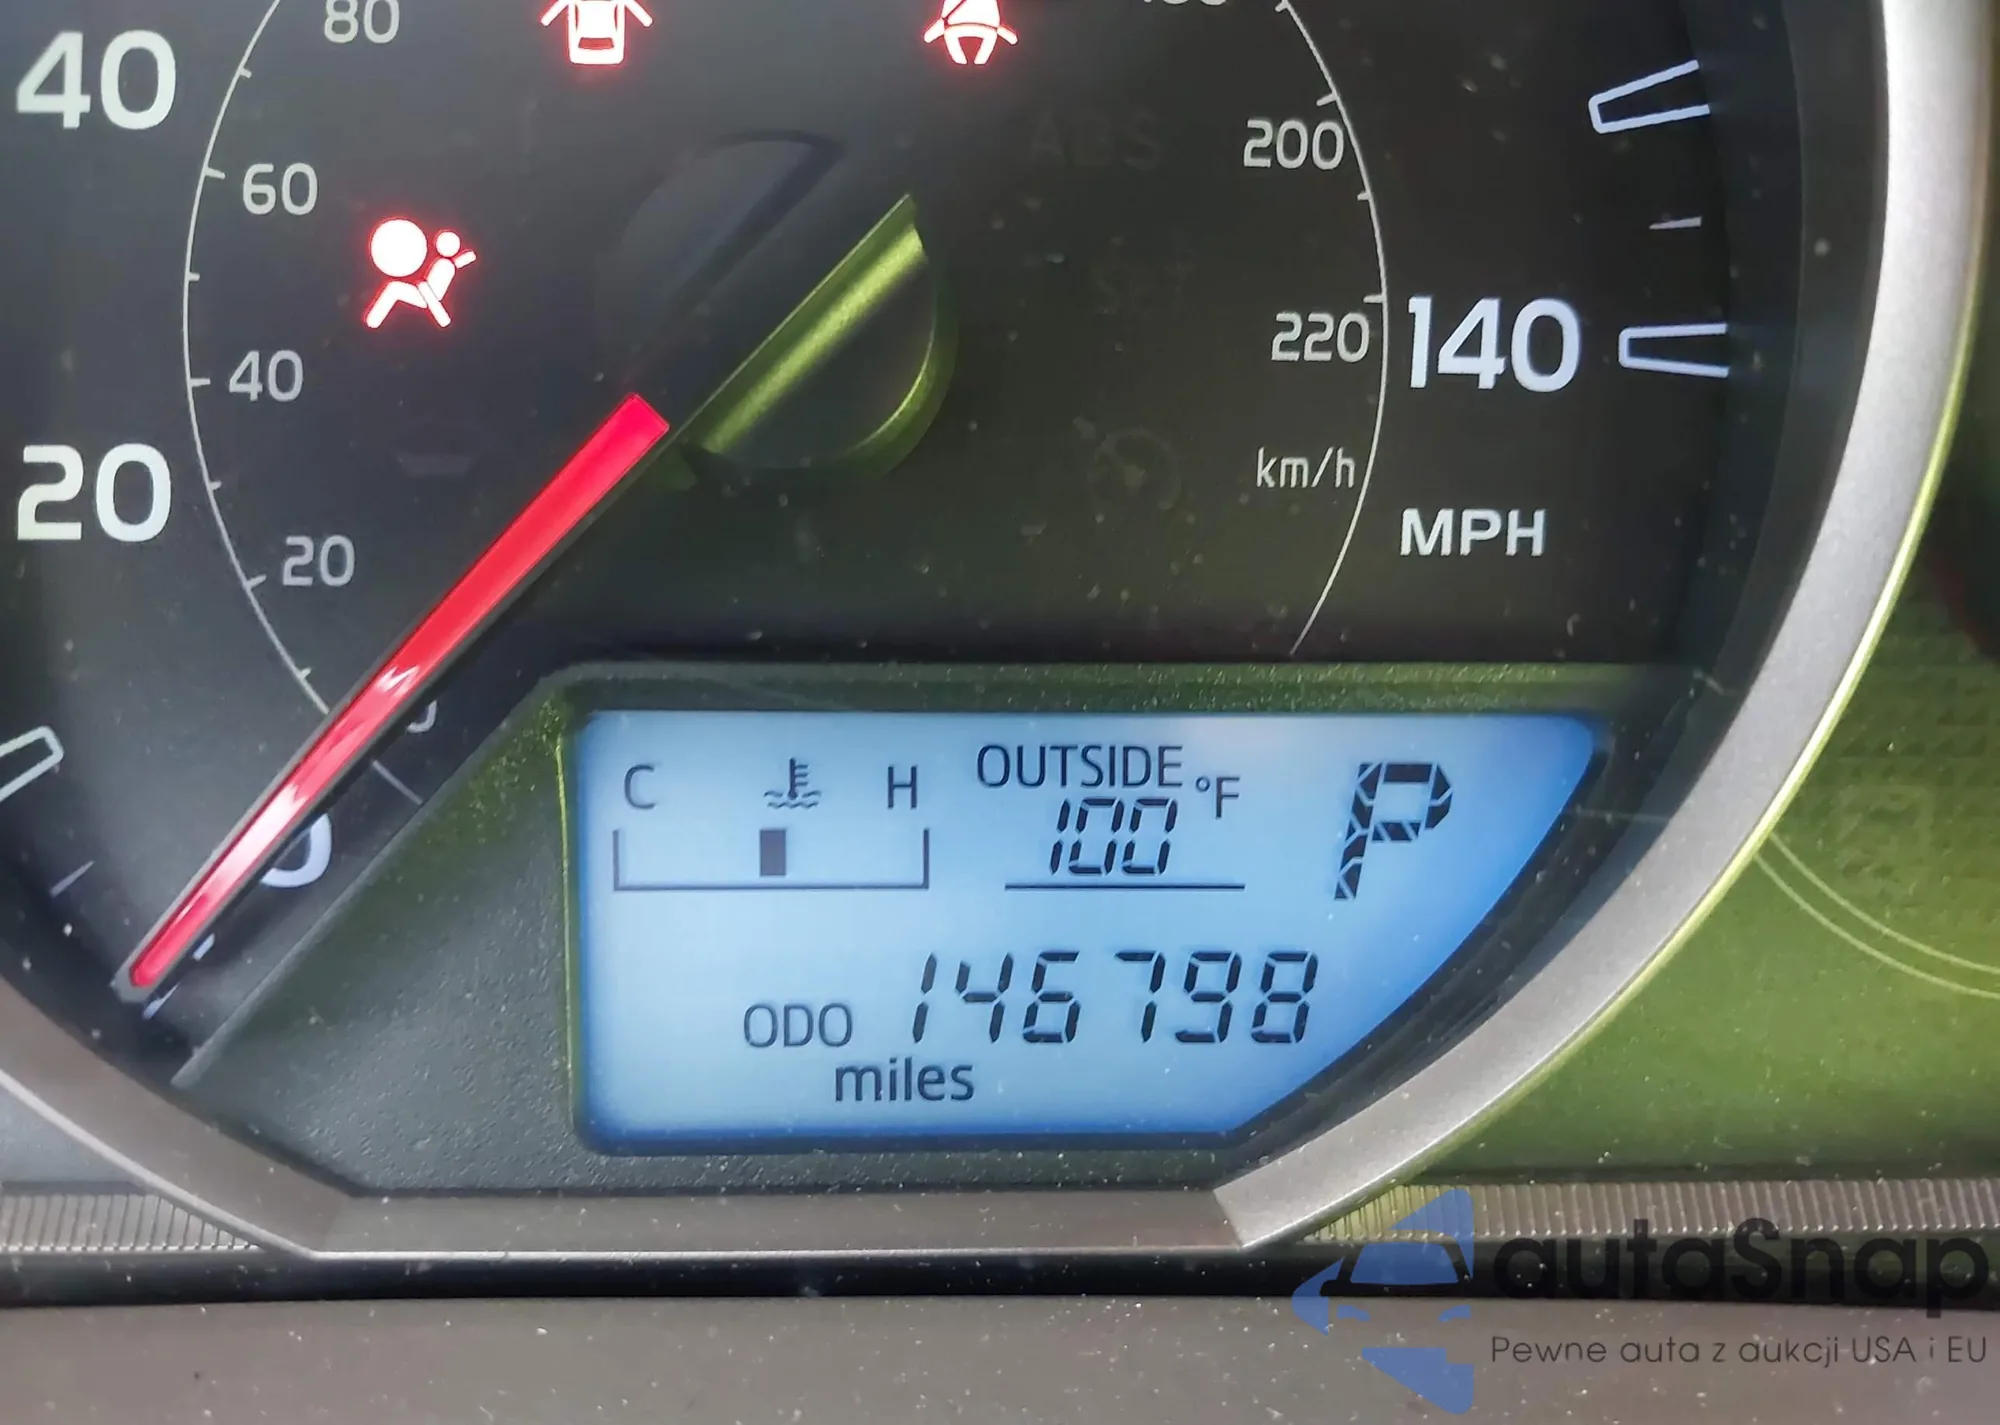 80
40
60
200
40
220
140
km/h
20
MPH
20
0
C
H
OUTSIDE
100 °F
P
ODO 146798
miles
autaSnap
Pewne auta z aukcji USA i EU